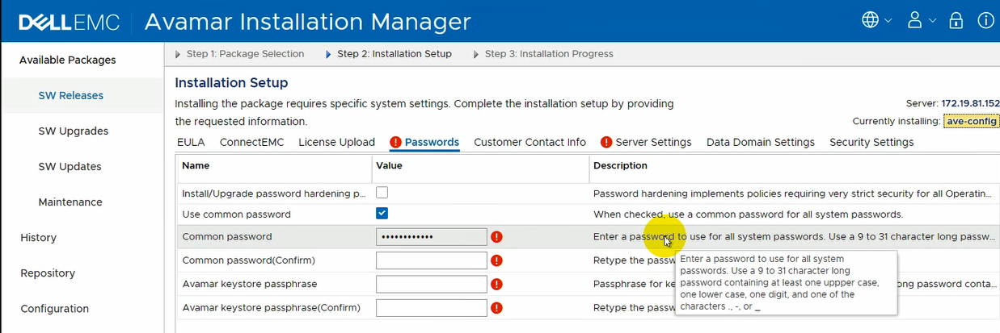 DELLEMC Avamar Installation Manager
Available Packages
SW Releases
SW Upgrades
SW Updates
Maintenance
History
Repository
Configuration
Step 1: Package Selection Step 2: Installation Setup Step 3: Installation Progress
Installation Setup
Installing the package requires specific system settings. Complete the installation setup by providing
the requested information.
Server: 172.19.81.152
Currently installing: ave-config
EULA ConnectEMC License Upload Passwords Customer Contact Info Server Settings Data Domain Settings Security Settings
Name Value Description
Install/Upgrade password hardening p... Password hardening implements policies requiring very strict security for all Operatin...
Use common password When checked, use a common password for all system passwords.
Common password •••••••••••• Enter a password to use for all system passwords. Use a 9 to 31 character long passw...
Common password(Confirm) Retype the passw
Avamar keystore passphrase Passphrase for ke ong password conta...
Avamar keystore passphrase(Confirm) Retype the passw
Enter a password to use for all system
passwords. Use a 9 to 31 character long
password containing at least one uppper case,
one lower case, one digit, and one of the
characters ., -, or _